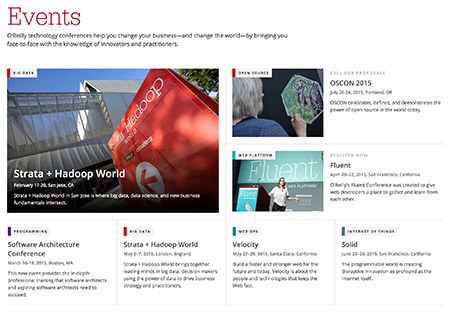 Events
O'Reilly technology conferences help you change your business—and change the world—by bringing you
face-to-face with the knowledge of innovators and practitioners.
BIG DATA
Hadoop
WORLD
cloudera
Strata + Hadoop World
February 17-20, San Jose, CA
Strata + Hadoop World in San Jose is where big data, data science, and new business
fundamentals intersect.
OPEN SOURCE
CALL FOR PROPOSALS
OSCON 2015
July 20-24, 2015, Portland, OR
OSCON celebrates, defines, and demonstrates the
power of open source in the world today.
WEB PLATFORM
Fluent
WEB PLATFORM
REGISTER NOW
Fluent
April 20–22, 2015, San Francisco, California
O'Reilly's Fluent Conference was created to give
web developers a place to gather and learn from
each other.
PROGRAMMING
Software Architecture
Conference
March 16-19, 2015, Boston, MA
This new event provides the in-depth
professional training that software architects
and aspiring software architects need to
succeed.
BIG DATA
Strata + Hadoop World
May 5–7, 2015, London, England
Strata + Hadoop World brings together
leading minds in big data: decision makers
using the power of data to drive business
strategy and practitioners.
WEB OPS
Velocity
May 27–29, 2015, Santa Clara, California
Build a faster and stronger web for the
future and today. Velocity is about the
people and technologies that keep the
Web fast.
INTERNET OF THINGS
Solid
June 23–25, 2015, San Francisco, California
The programmable world is creating
disruptive innovation as profound as the
Internet itself.